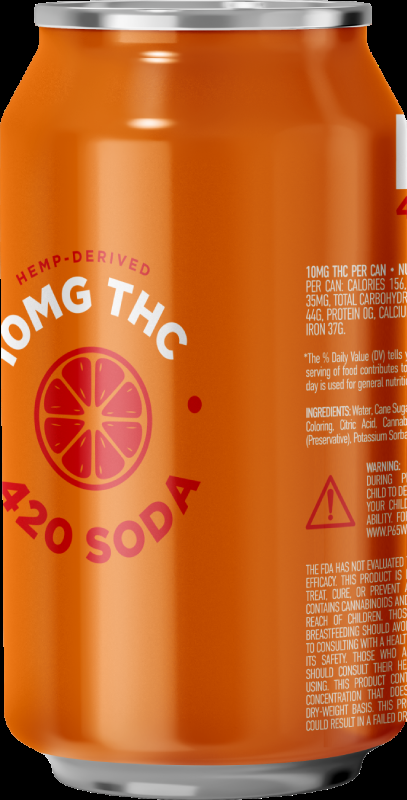 HEMP-DERIVED
10MG THC
420 SODA
10MG THC PER CAN • NU
PER CAN: CALORIES 156,
35MG, TOTAL CARBOHYDR
44G, PROTEIN 0G, CALCIU
IRON 37G.
*The % Daily Value (DV) tells y
serving of food contributes to
day is used for general nutriti
INGREDIENTS: Water, Cane Suga
Coloring, Citric Acid, Cannab
(Preservative), Potassium Sorba
WARNING:
DURING P
CHILD TO DE
YOUR CHILD
ABILITY. FOR
WWW.P65W
THE FDA HAS NOT EVALUATED
EFFICACY. THIS PRODUCT IS
TREAT, CURE, OR PREVENT
CONTAINS CANNABINOIDS AND
REACH OF CHILDREN. THOS
BREASTFEEDING SHOULD AVO
TO CONSULTING WITH A HEALT
ITS SAFETY. THOSE WHO A
SHOULD CONSULT THEIR HE
USING. THIS PRODUCT CONT
CONCENTRATION THAT DOES
DRY-WEIGHT BASIS. THIS PR
COULD RESULT IN A FAILED DR